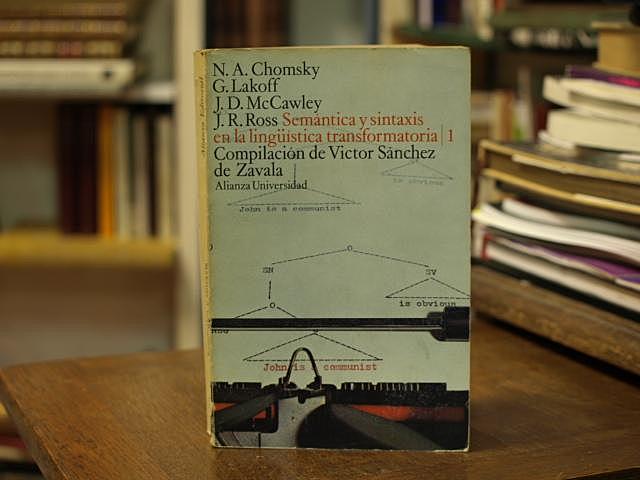 N. A. Chomsky
G. Lakoff
J. D. McCawley
J. R. Ross Semántica y sintaxis
en la lingüística transformatoria | 1
Compilación de Victor Sánchez
de Zavala
Alianza Universidad
is obvious
John is a communist
O
SN
SV
O
is obvious
John is a communist